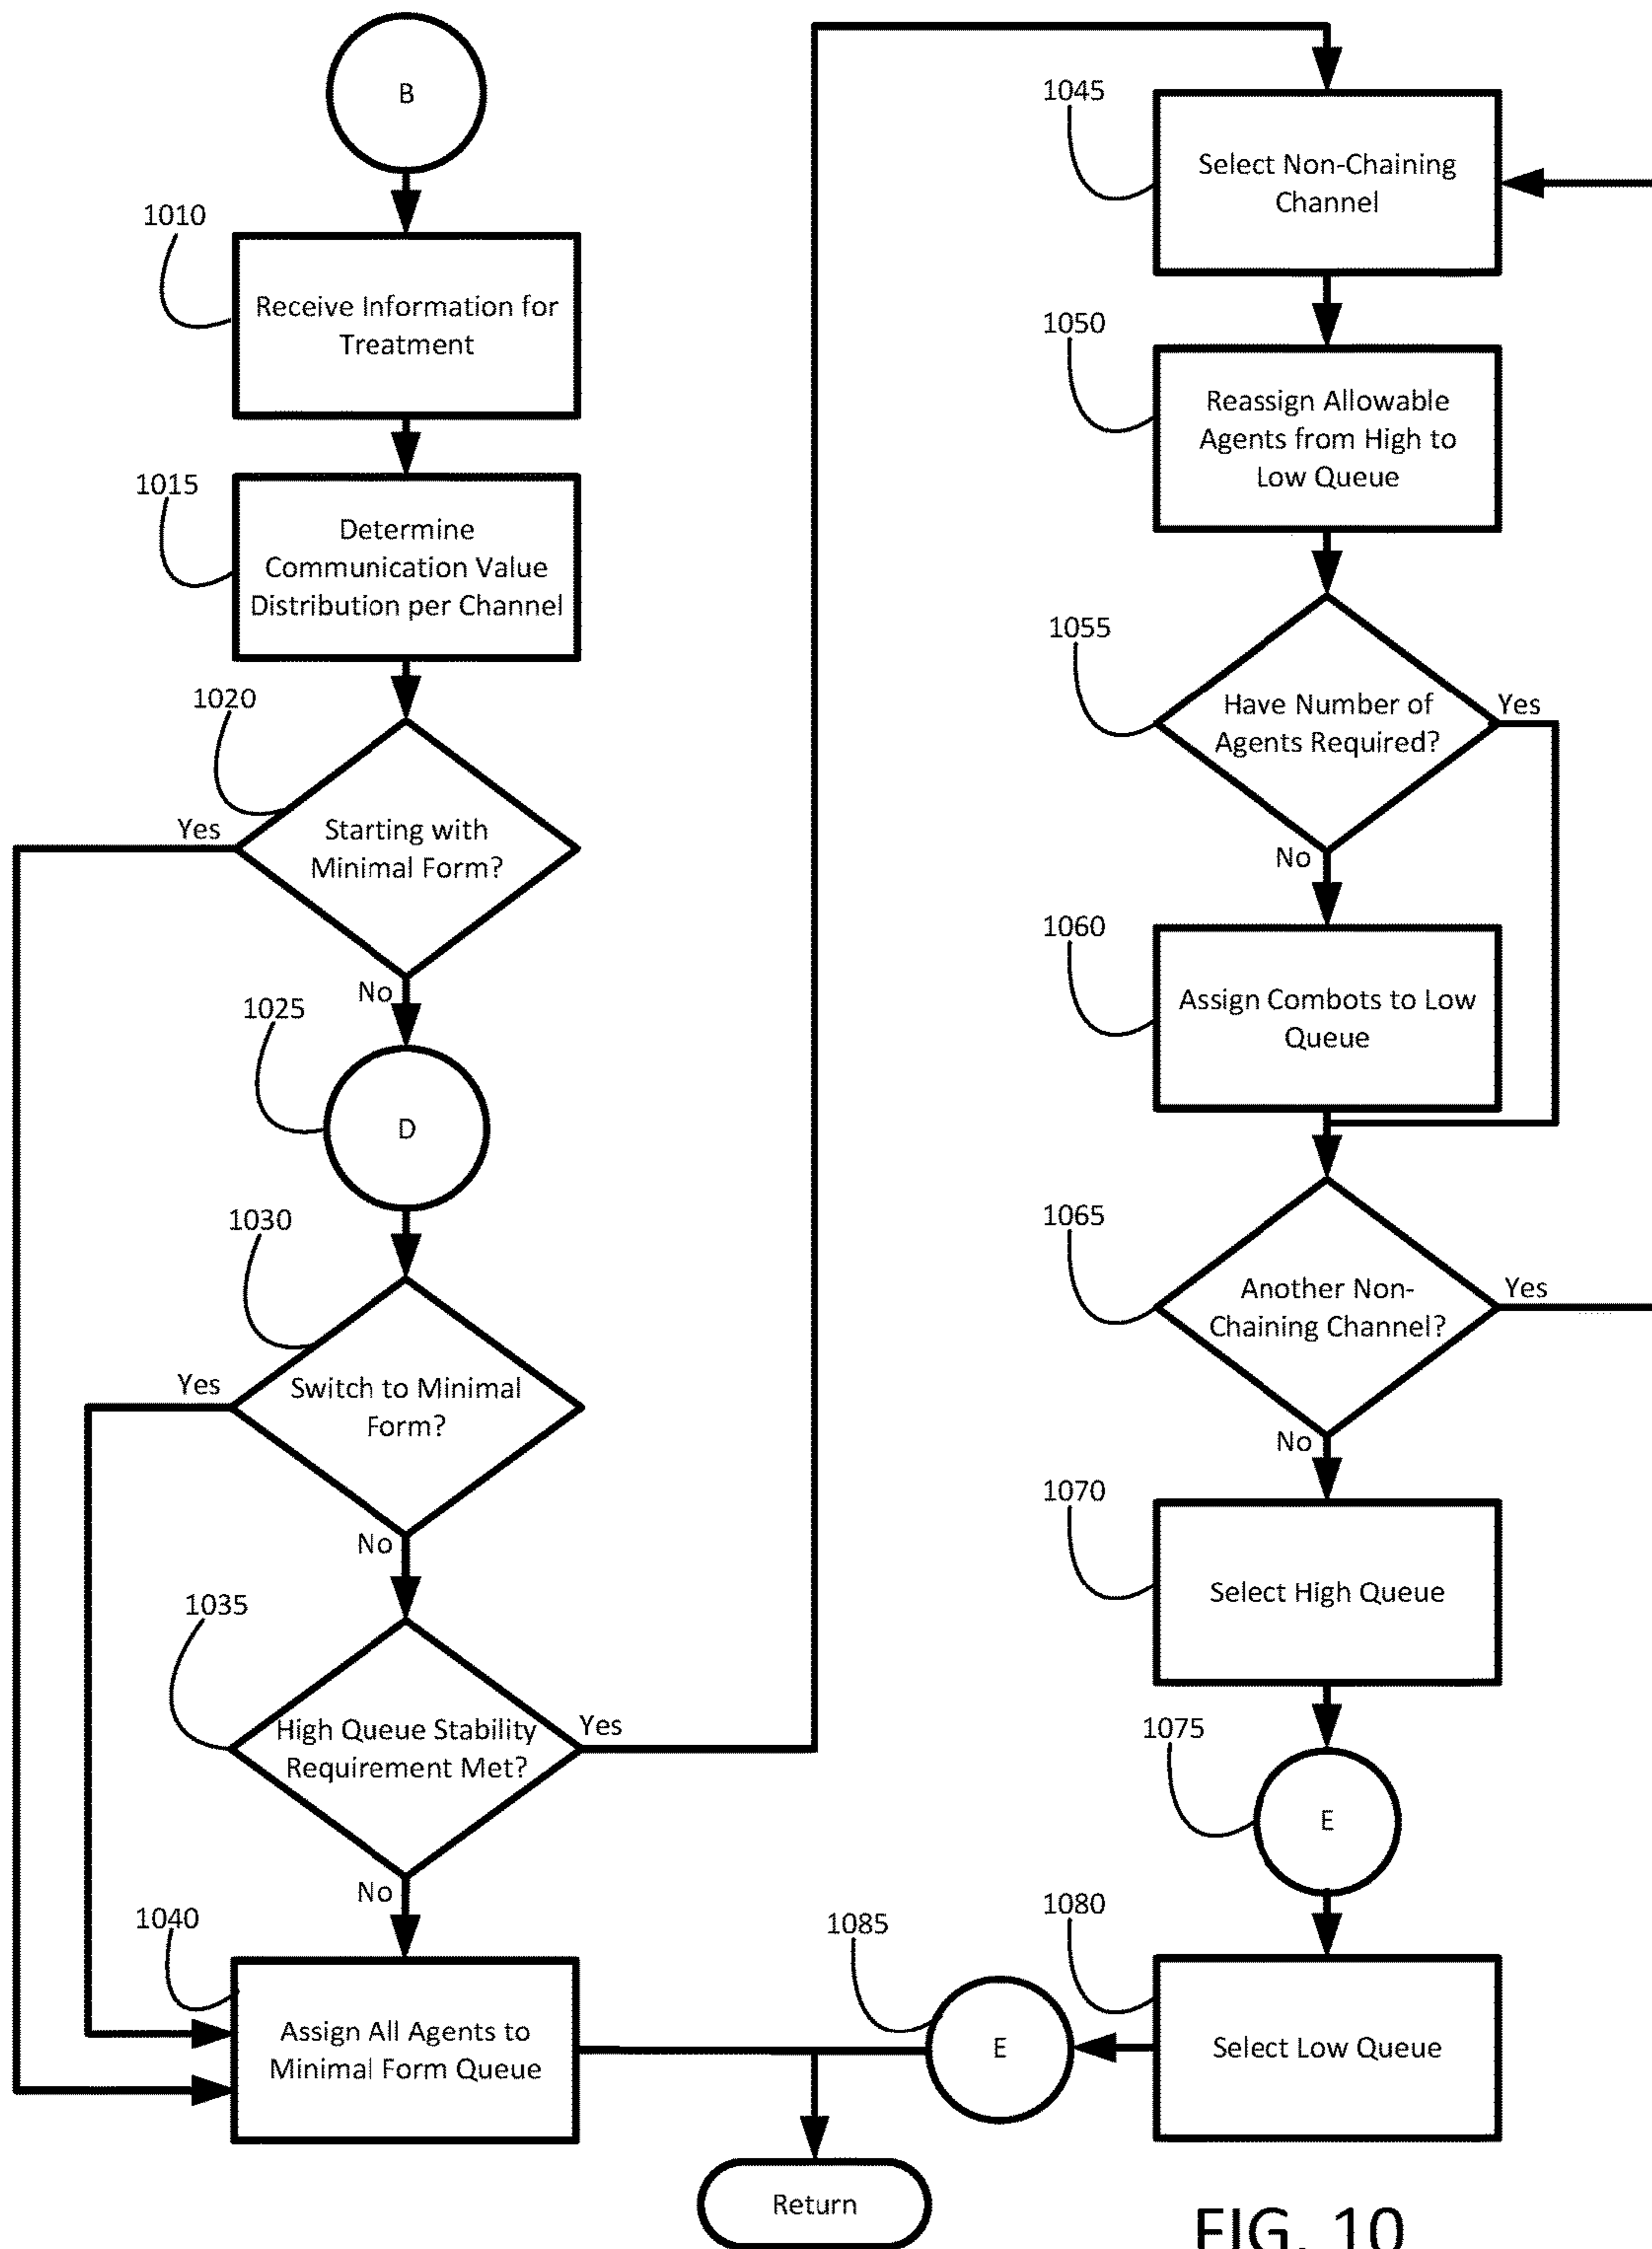 B
1010
Receive Information for
Treatment
1015
Determine
Communication Value
Distribution per Channel
1020
Yes
Starting with
Minimal Form?
No
1025
D
1030
Yes
Switch to Minimal
Form?
No
1035
High Queue Stability
Requirement Met?
Yes
No
1040
Assign All Agents to
Minimal Form Queue
1045
Select Non-Chaining
Channel
1050
Reassign Allowable
Agents from High to
Low Queue
1055
Have Number of
Agents Required?
Yes
No
1060
Assign Combots to Low
Queue
1065
Another Non-
Chaining Channel?
Yes
No
1070
Select High Queue
1075
E
1080
Select Low Queue
1085
E
Return
FIG. 10